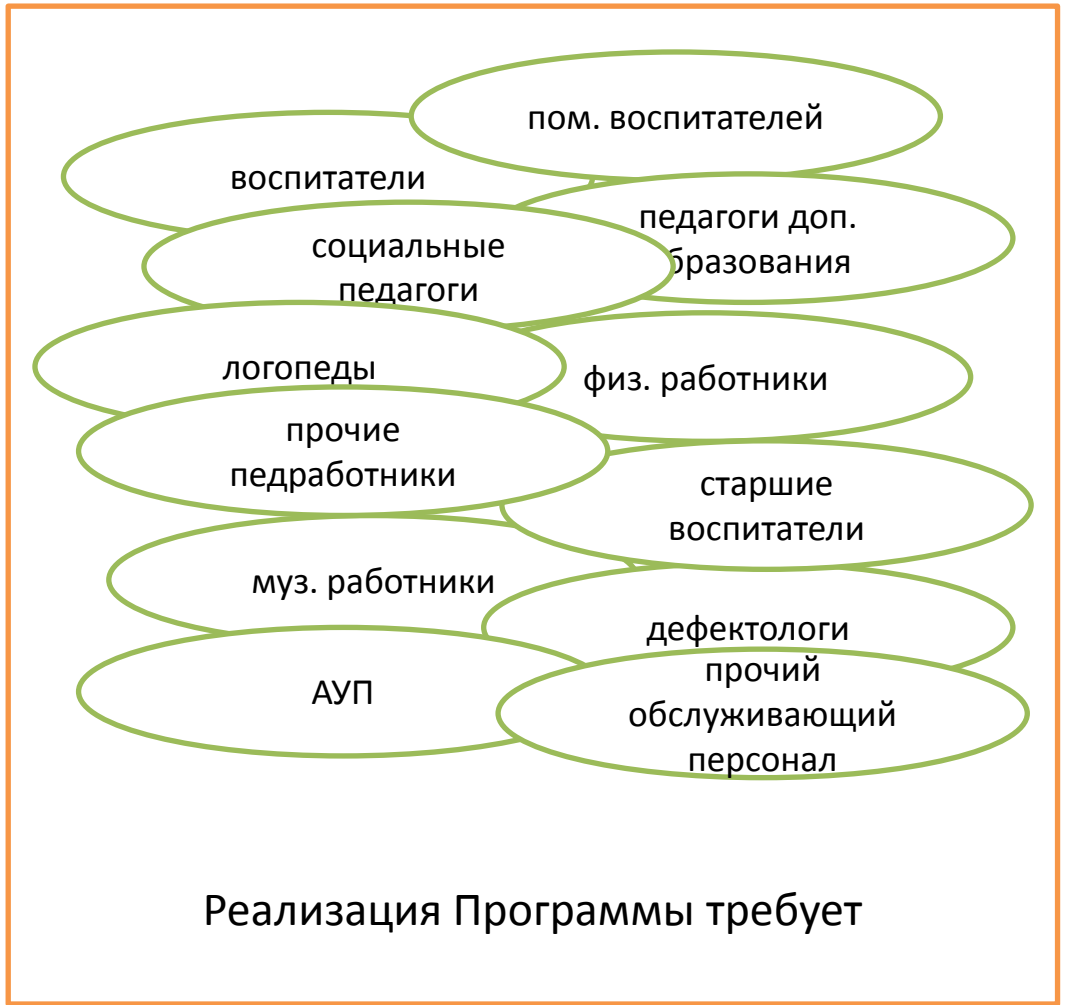 пом. воспитателей
воспитатели
педагоги доп.
бразования
социальные
педагоги
логопеды
физ. работники
прочие
педработники
старшие
воспитатели
муз. работники
дефектологи
АУП
прочий
обслуживающий
персонал
Реализация Программы требует